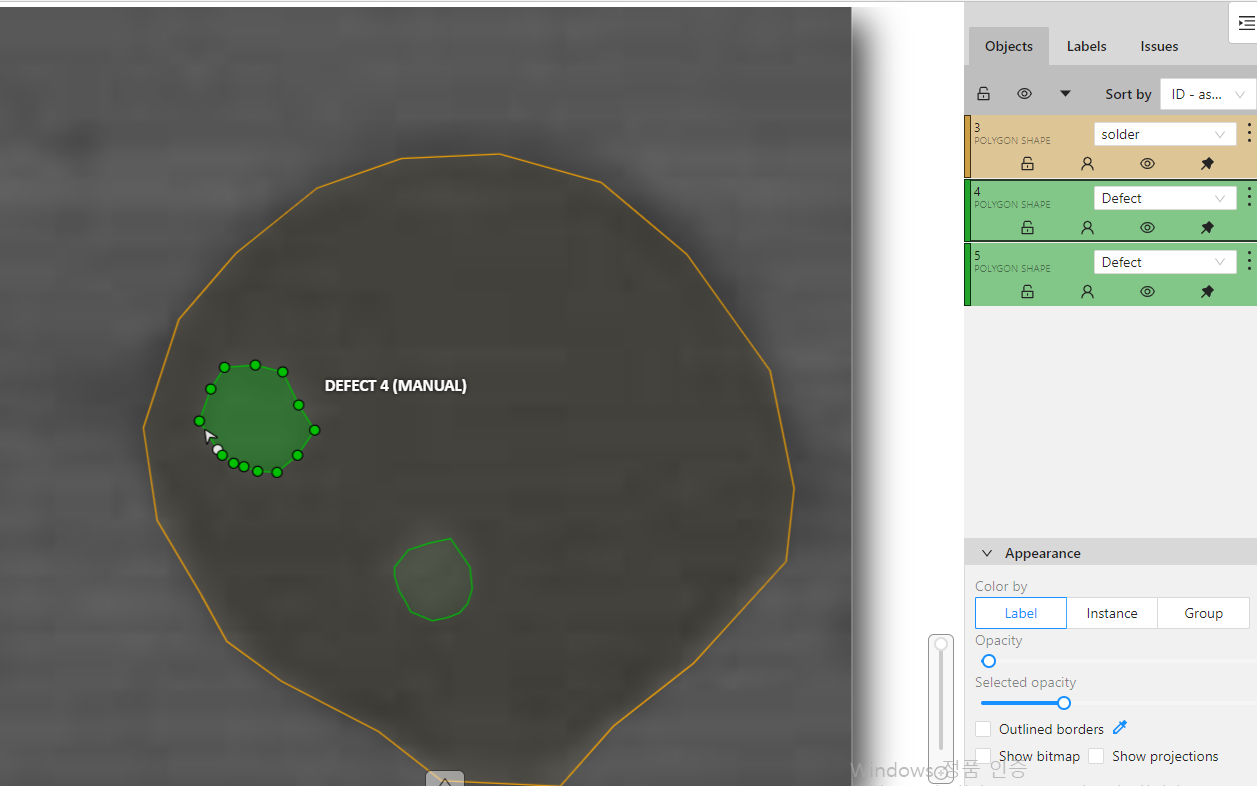 Objects Labels Issues
Sort by ID - as...
3 solder
POLYGON SHAPE
4 Defect
POLYGON SHAPE
5 Defect
POLYGON SHAPE
DEFECT 4 (MANUAL)
Appearance
Color by
Label Instance Group
Opacity
Selected opacity
Outlined borders
Show bitmap Show projections
Windows 정품 인증